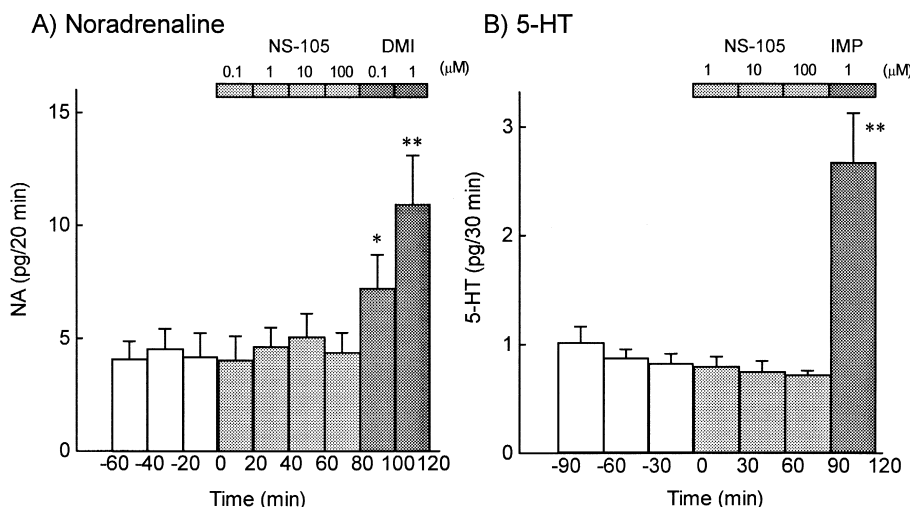 A) Noradrenaline
NS-105 DMI
0.1 1 10 100 0.1 1 (μM)
15
10
5
0
**
*
NA (pg/20 min)
-60 -40 -20 0 20 40 60 80 100 120
Time (min)
B) 5-HT
NS-105 IMP
1 10 100 1 (μM)
3
2
1
0
**
5-HT (pg/30 min)
-90 -60 -30 0 30 60 90 120
Time (min)